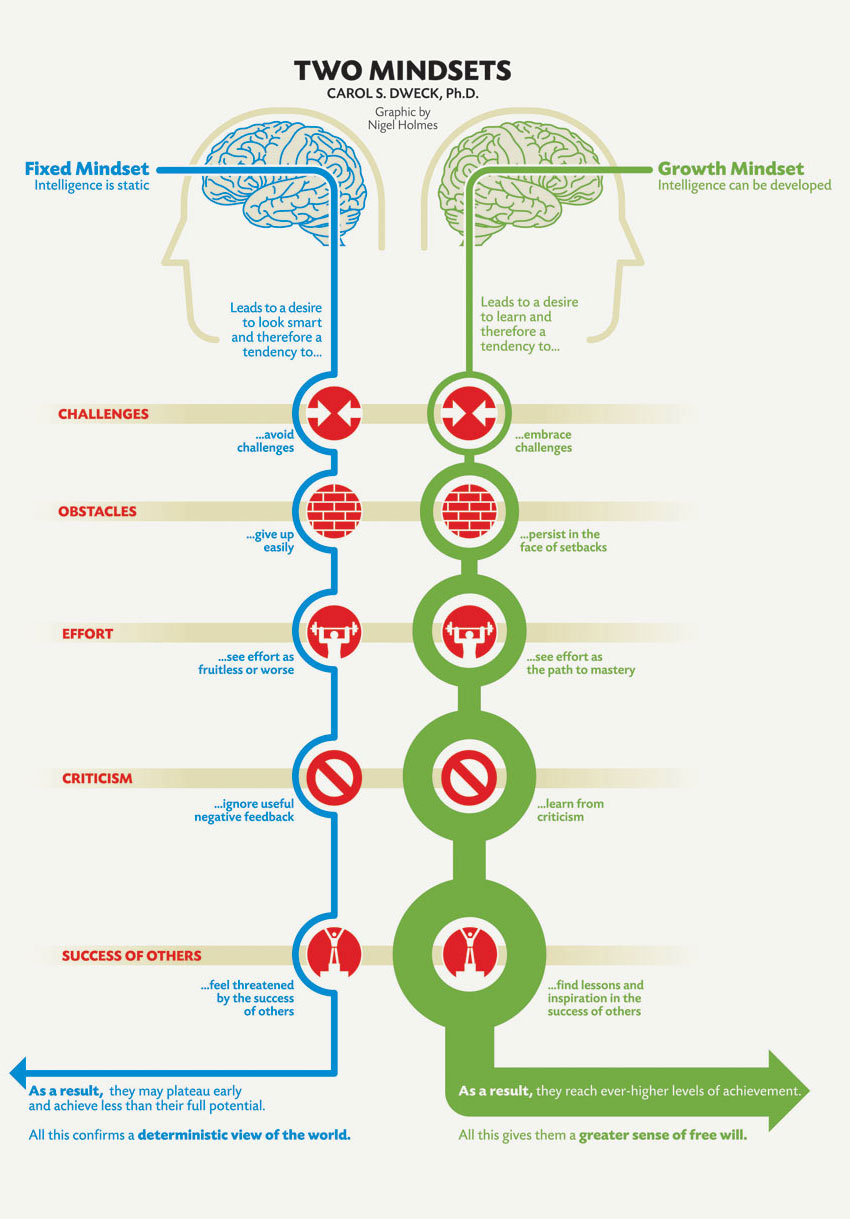 TWO MINDSETS
CAROL S. DWECK, Ph.D.
Graphic by
Nigel Holmes
Fixed Mindset
Intelligence is static
Growth Mindset
Intelligence can be developed
Leads to a desire
to look smart
and therefore a
tendency to...
Leads to a desire
to learn and
therefore a
tendency to...
CHALLENGES
...avoid
challenges
...embrace
challenges
OBSTACLES
...give up
easily
...persist in the
face of setbacks
EFFORT
...see effort as
fruitless or worse
...see effort as
the path to mastery
CRITICISM
...ignore useful
negative feedback
...learn from
criticism
SUCCESS OF OTHERS
...feel threatened
by the success
of others
...find lessons and
inspiration in the
success of others
As a result, they may plateau early
and achieve less than their full potential.
All this confirms a deterministic view of the world.
As a result, they reach ever-higher levels of achievement.
All this gives them a greater sense of free will.